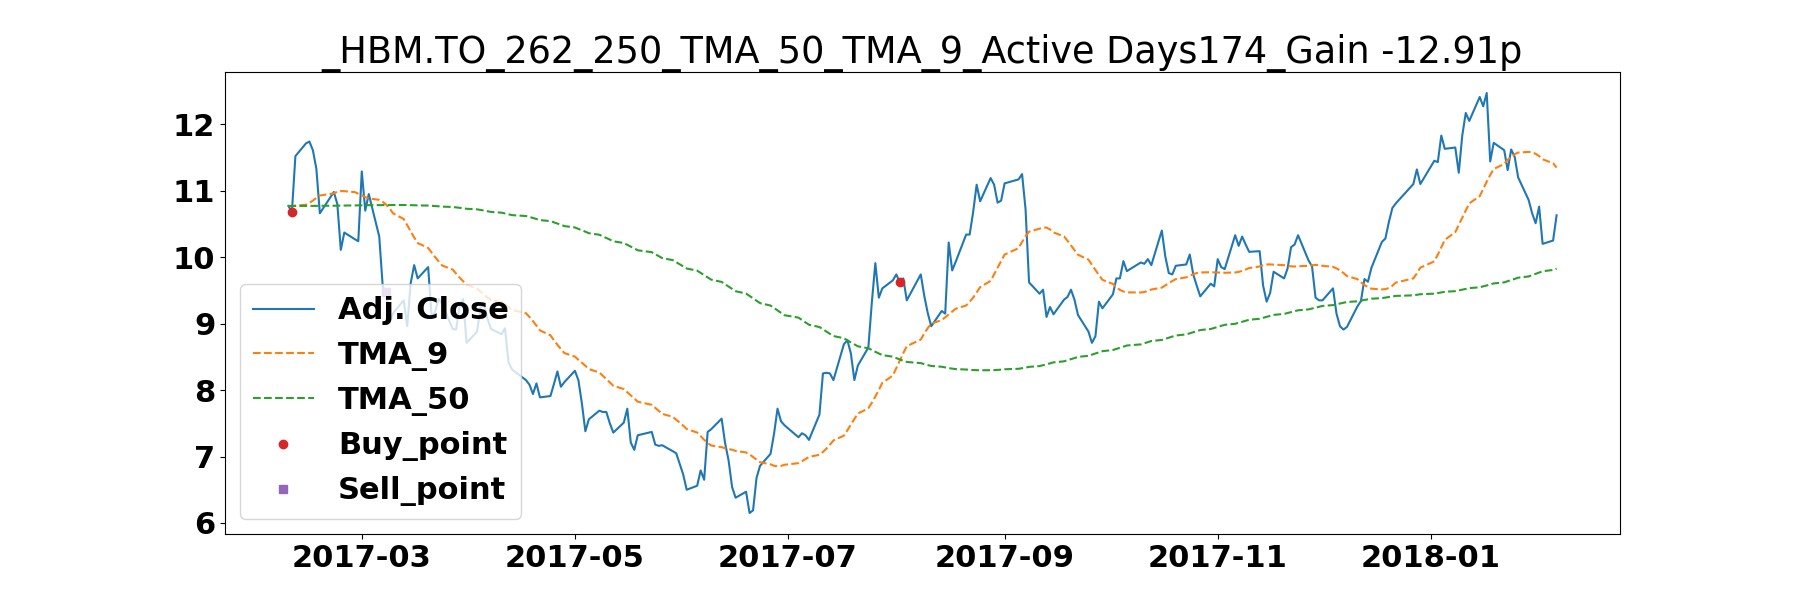 _HBM.TO_262_250_TMA_50_TMA_9_Active Days174_Gain -12.91p
12
11
10
9
8
7
6
Adj. Close
TMA_9
TMA_50
Buy_point
Sell_point
2017-03 2017-05 2017-07 2017-09 2017-11 2018-01